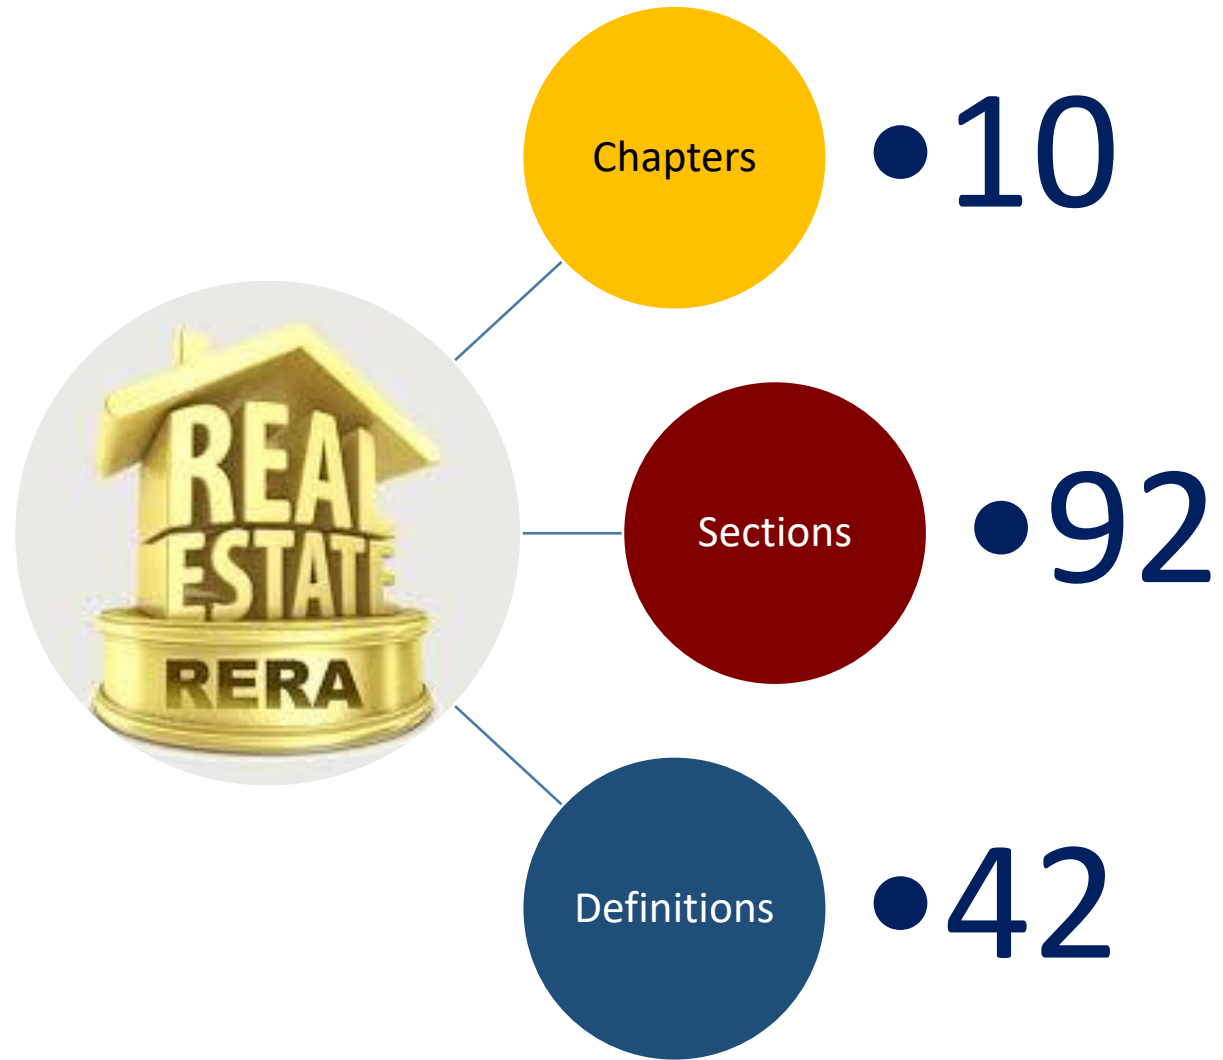 Chapters
•10
REAL
ESTATE
RERA
Sections
•92
Definitions
•42